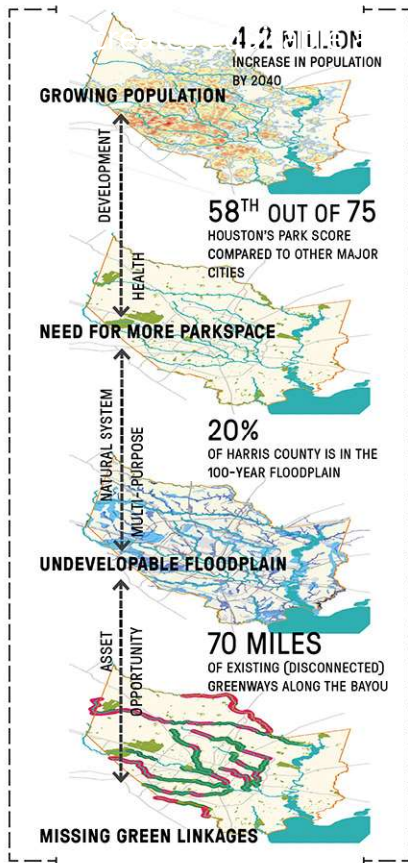 4.2 MILLION
INCREASE IN POPULATION
BY 2040
GROWING POPULATION
DEVELOPMENT
HEALTH
58TH OUT OF 75
HOUSTON'S PARK SCORE
COMPARED TO OTHER MAJOR
CITIES
NEED FOR MORE PARKSPACE
NATURAL SYSTEM
MULTI-PURPOSE
20%
OF HARRIS COUNTY IS IN THE
100-YEAR FLOODPLAIN
UNDEVELOPABLE FLOODPLAIN
ASSET
OPPORTUNITY
70 MILES
OF EXISTING (DISCONNECTED)
GREENWAYS ALONG THE BAYOU
MISSING GREEN LINKAGES